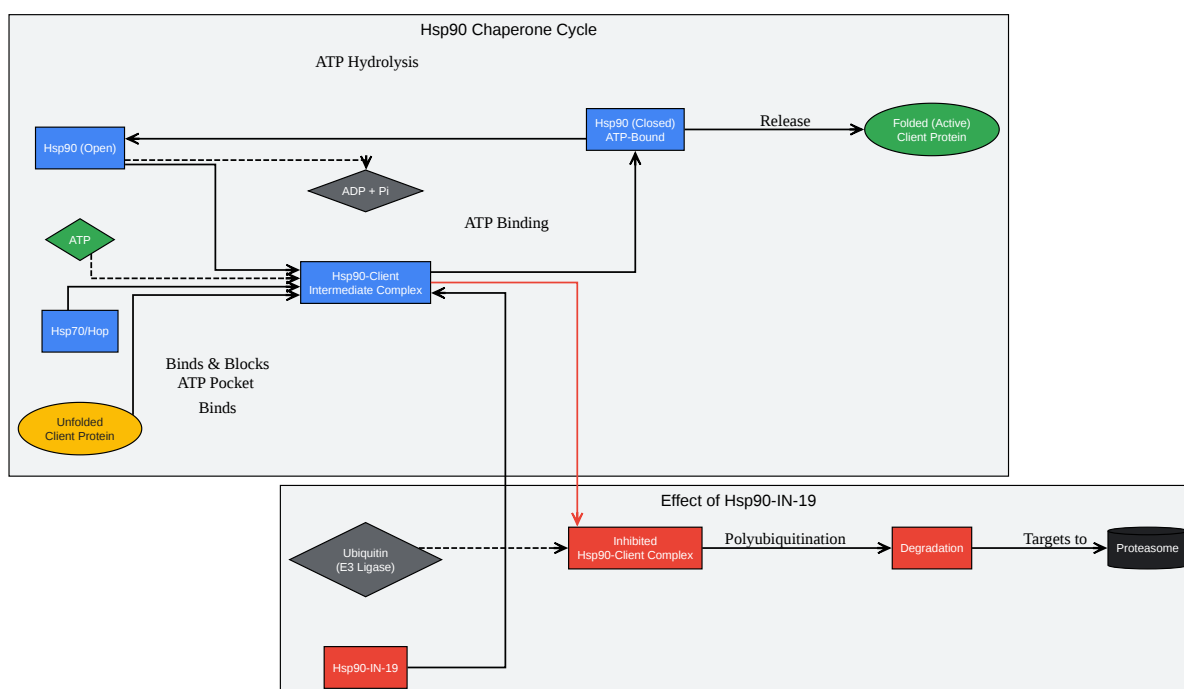 Hsp90 Chaperone Cycle
ATP Hydrolysis
Hsp90 (Open)
Hsp90 (Closed)
ATP-Bound
Release
Folded (Active)
Client Protein
ADP + Pi
ATP
ATP Binding
Hsp90-Client
Intermediate Complex
Hsp70/Hop
Binds & Blocks
ATP Pocket
Binds
Unfolded
Client Protein
Effect of Hsp90-IN-19
Ubiquitin
(E3 Ligase)
Inhibited
Hsp90-Client Complex
Polyubiquitination
Degradation
Targets to
Proteasome
Hsp90-IN-19